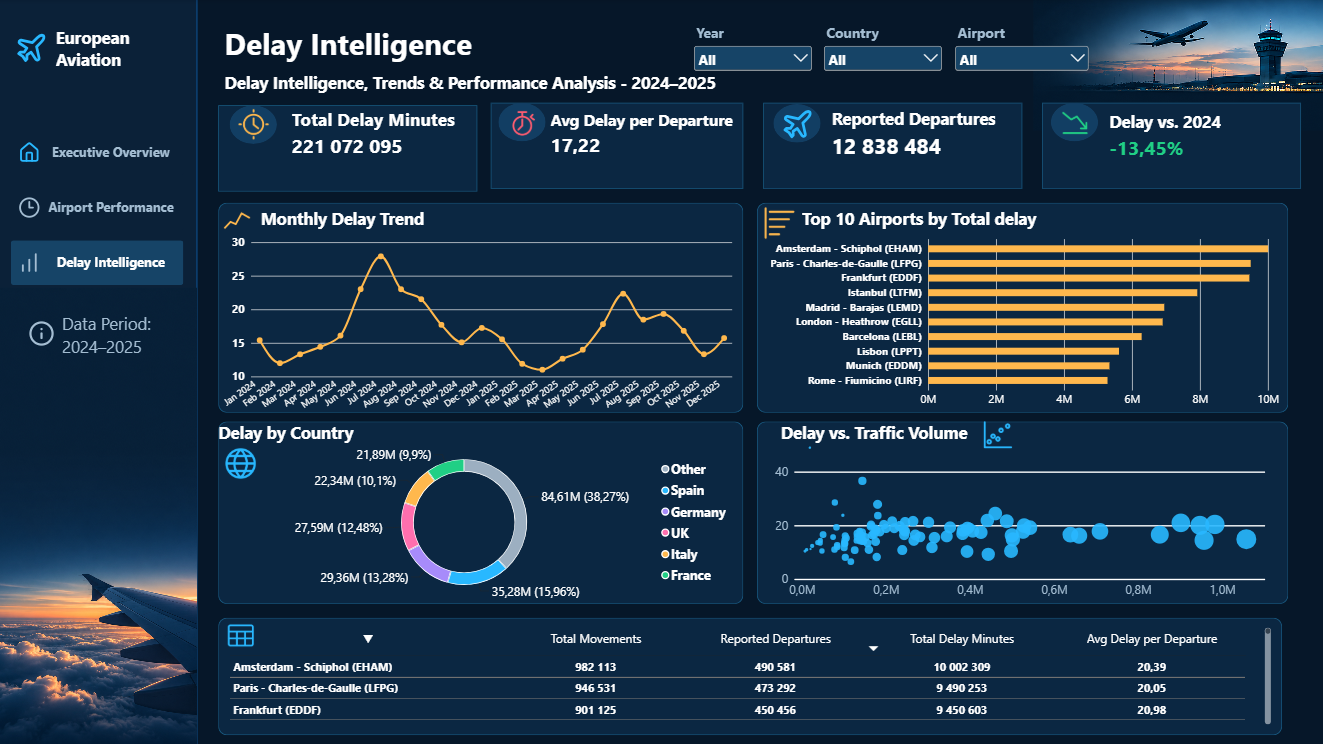 European
Aviation
Executive Overview
Airport Performance
Delay Intelligence
Data Period:
2024–2025
Delay Intelligence
Delay Intelligence, Trends & Performance Analysis - 2024–2025
Year
All
Country
All
Airport
All
Total Delay Minutes
221 072 095
Avg Delay per Departure
17,22
Reported Departures
12 838 484
Delay vs. 2024
-13,45%
Monthly Delay Trend
30
25
20
15
10
Jan 2024
Feb 2024
Mar 2024
Apr 2024
May 2024
Jun 2024
Jul 2024
Aug 2024
Sep 2024
Oct 2024
Nov 2024
Dec 2024
Jan 2025
Feb 2025
Mar 2025
Apr 2025
May 2025
Jun 2025
Jul 2025
Aug 2025
Sep 2025
Oct 2025
Nov 2025
Dec 2025
Top 10 Airports by Total delay
Amsterdam - Schiphol (EHAM)
Paris - Charles-de-Gaulle (LFPG)
Frankfurt (EDDF)
Istanbul (LTFM)
Madrid - Barajas (LEMD)
London - Heathrow (EGLL)
Barcelona (LEBL)
Lisbon (LPPT)
Munich (EDDM)
Rome - Fiumicino (LIRF)
0M 2M 4M 6M 8M 10M
Delay by Country
21,89M (9,9%)
22,34M (10,1%)
27,59M (12,48%)
29,36M (13,28%)
35,28M (15,96%)
84,61M (38,27%)
Other
Spain
Germany
UK
Italy
France
Delay vs. Traffic Volume
40
20
0
0,0M 0,2M 0,4M 0,6M 0,8M 1,0M
Total Movements Reported Departures Total Delay Minutes Avg Delay per Departure
Amsterdam - Schiphol (EHAM) 982 113 490 581 10 002 309 20,39
Paris - Charles-de-Gaulle (LFPG) 946 531 473 292 9 490 253 20,05
Frankfurt (EDDF) 901 125 450 456 9 450 603 20,98